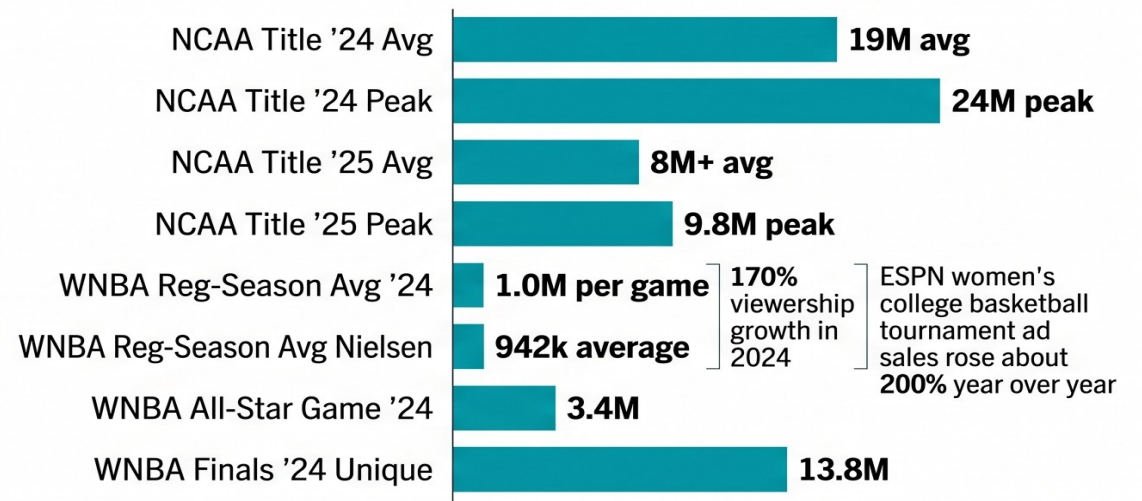 NCAA Title ’24 Avg 19M avg
NCAA Title ’24 Peak 24M peak
NCAA Title ’25 Avg 8M+ avg
NCAA Title ’25 Peak 9.8M peak
WNBA Reg-Season Avg ’24 1.0M per game
WNBA Reg-Season Avg Nielsen 942k average
170%
viewership
growth in
2024
ESPN women’s
college basketball
tournament ad
sales rose about
200% year over year
WNBA All-Star Game ’24 3.4M
WNBA Finals ’24 Unique 13.8M